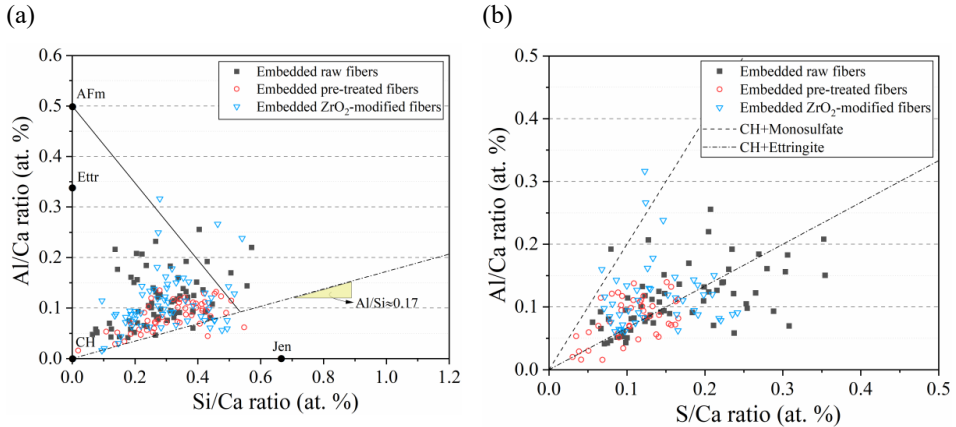 (a)
Embedded raw fibers
Embedded pre-treated fibers
Embedded ZrO₂-modified fibers
AFm
Ettr
CH
Jen
Al/Si≈0.17
0.6
0.5
0.4
0.3
0.2
0.1
0.0
0.0 0.2 0.4 0.6 0.8 1.0 1.2
Al/Ca ratio (at. %)
Si/Ca ratio (at. %)
(b)
Embedded raw fibers
Embedded pre-treated fibers
Embedded ZrO₂-modified fibers
CH+Monosulfate
CH+Ettringite
0.5
0.4
0.3
0.2
0.1
0.0
0.0 0.1 0.2 0.3 0.4 0.5
Al/Ca ratio (at. %)
S/Ca ratio (at. %)